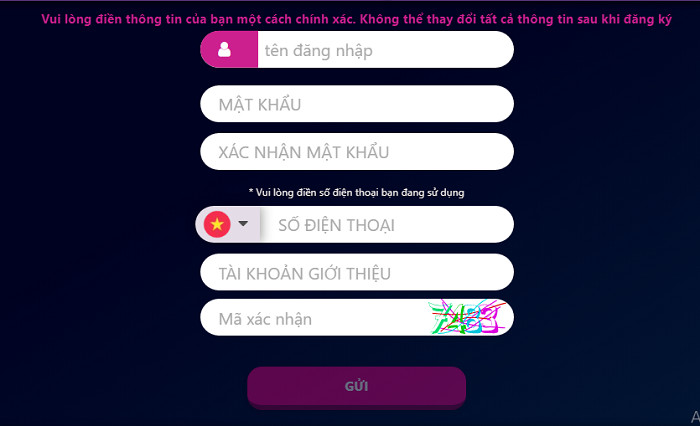 Vui lòng điền thông tin của bạn một cách chính xác. Không thể thay đổi tất cả thông tin sau khi đăng ký
tên đăng nhập
MẬT KHẨU
XÁC NHẬN MẬT KHẨU
* Vui lòng điền số điện thoại bạn đang sử dụng
SỐ ĐIỆN THOẠI
TÀI KHOẢN GIỚI THIỆU
Mã xác nhận
GỬI
A